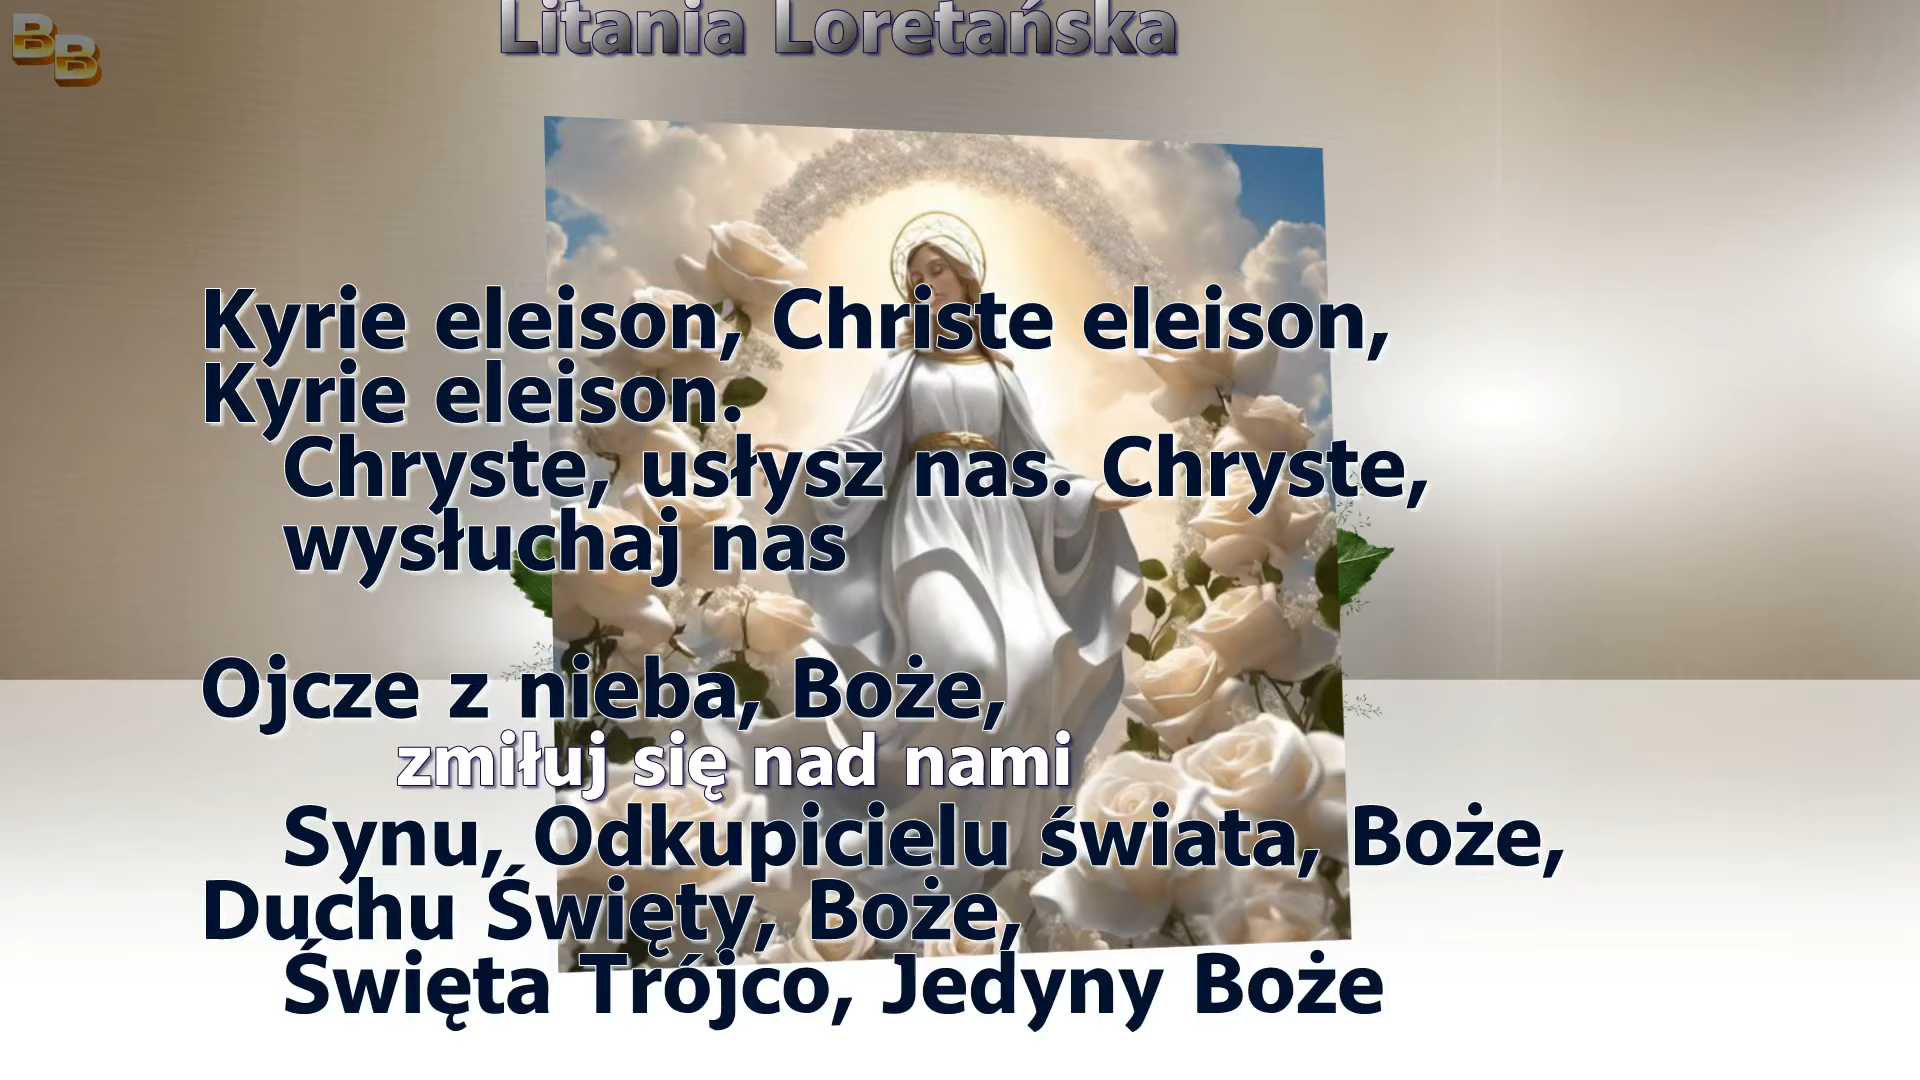 BB
Litania Loretańska
Kyrie eleison, Christe eleison,
Kyrie eleison.
Chryste, usłysz nas. Chryste,
wysłuchaj nas
Ojcze z nieba, Boże,
zmiłuj się nad nami
Synu, Odkupicielu świata, Boże,
Duchu Święty, Boże,
Święta Trójco, Jedyny Boże